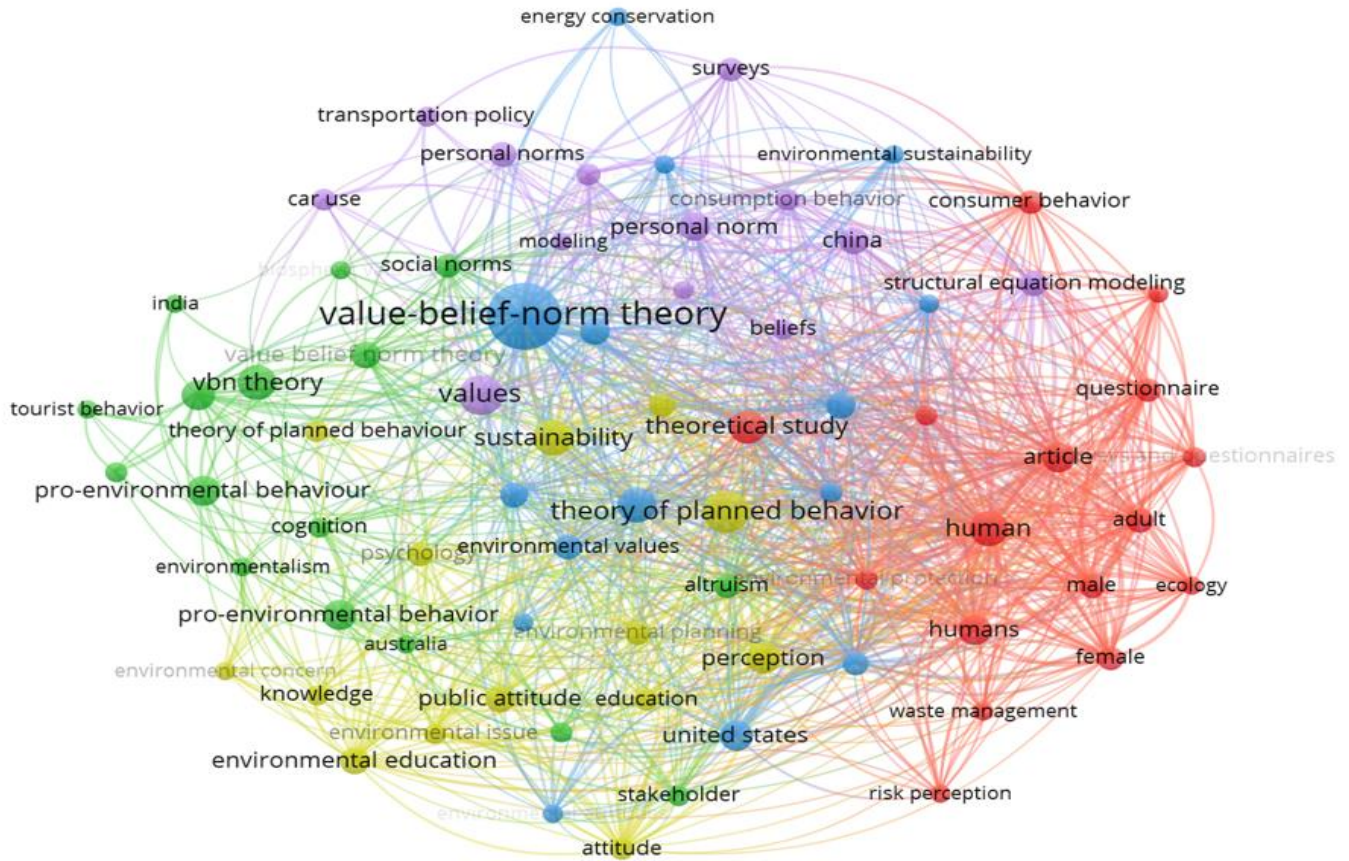 energy conservation
surveys
transportation policy
personal norms
environmental sustainability
car use
consumption behavior
consumer behavior
personal norm
modeling
china
social norms
structural equation modeling
india
value-belief-norm theory
beliefs
value belief norm theory
vbn theory
questionnaire
values
tourist behavior
theory of planned behaviour
sustainability
theoretical study
article
questionnaires
pro-environmental behaviour
theory of planned behavior
adult
cognition
human
psychology
environmental values
environmentalism
altruism
environmental protection
male
ecology
pro-environmental behavior
australia
environmental planning
humans
perception
female
environmental concern
knowledge
public attitude
education
waste management
environmental issue
united states
environmental education
stakeholder
risk perception
attitude